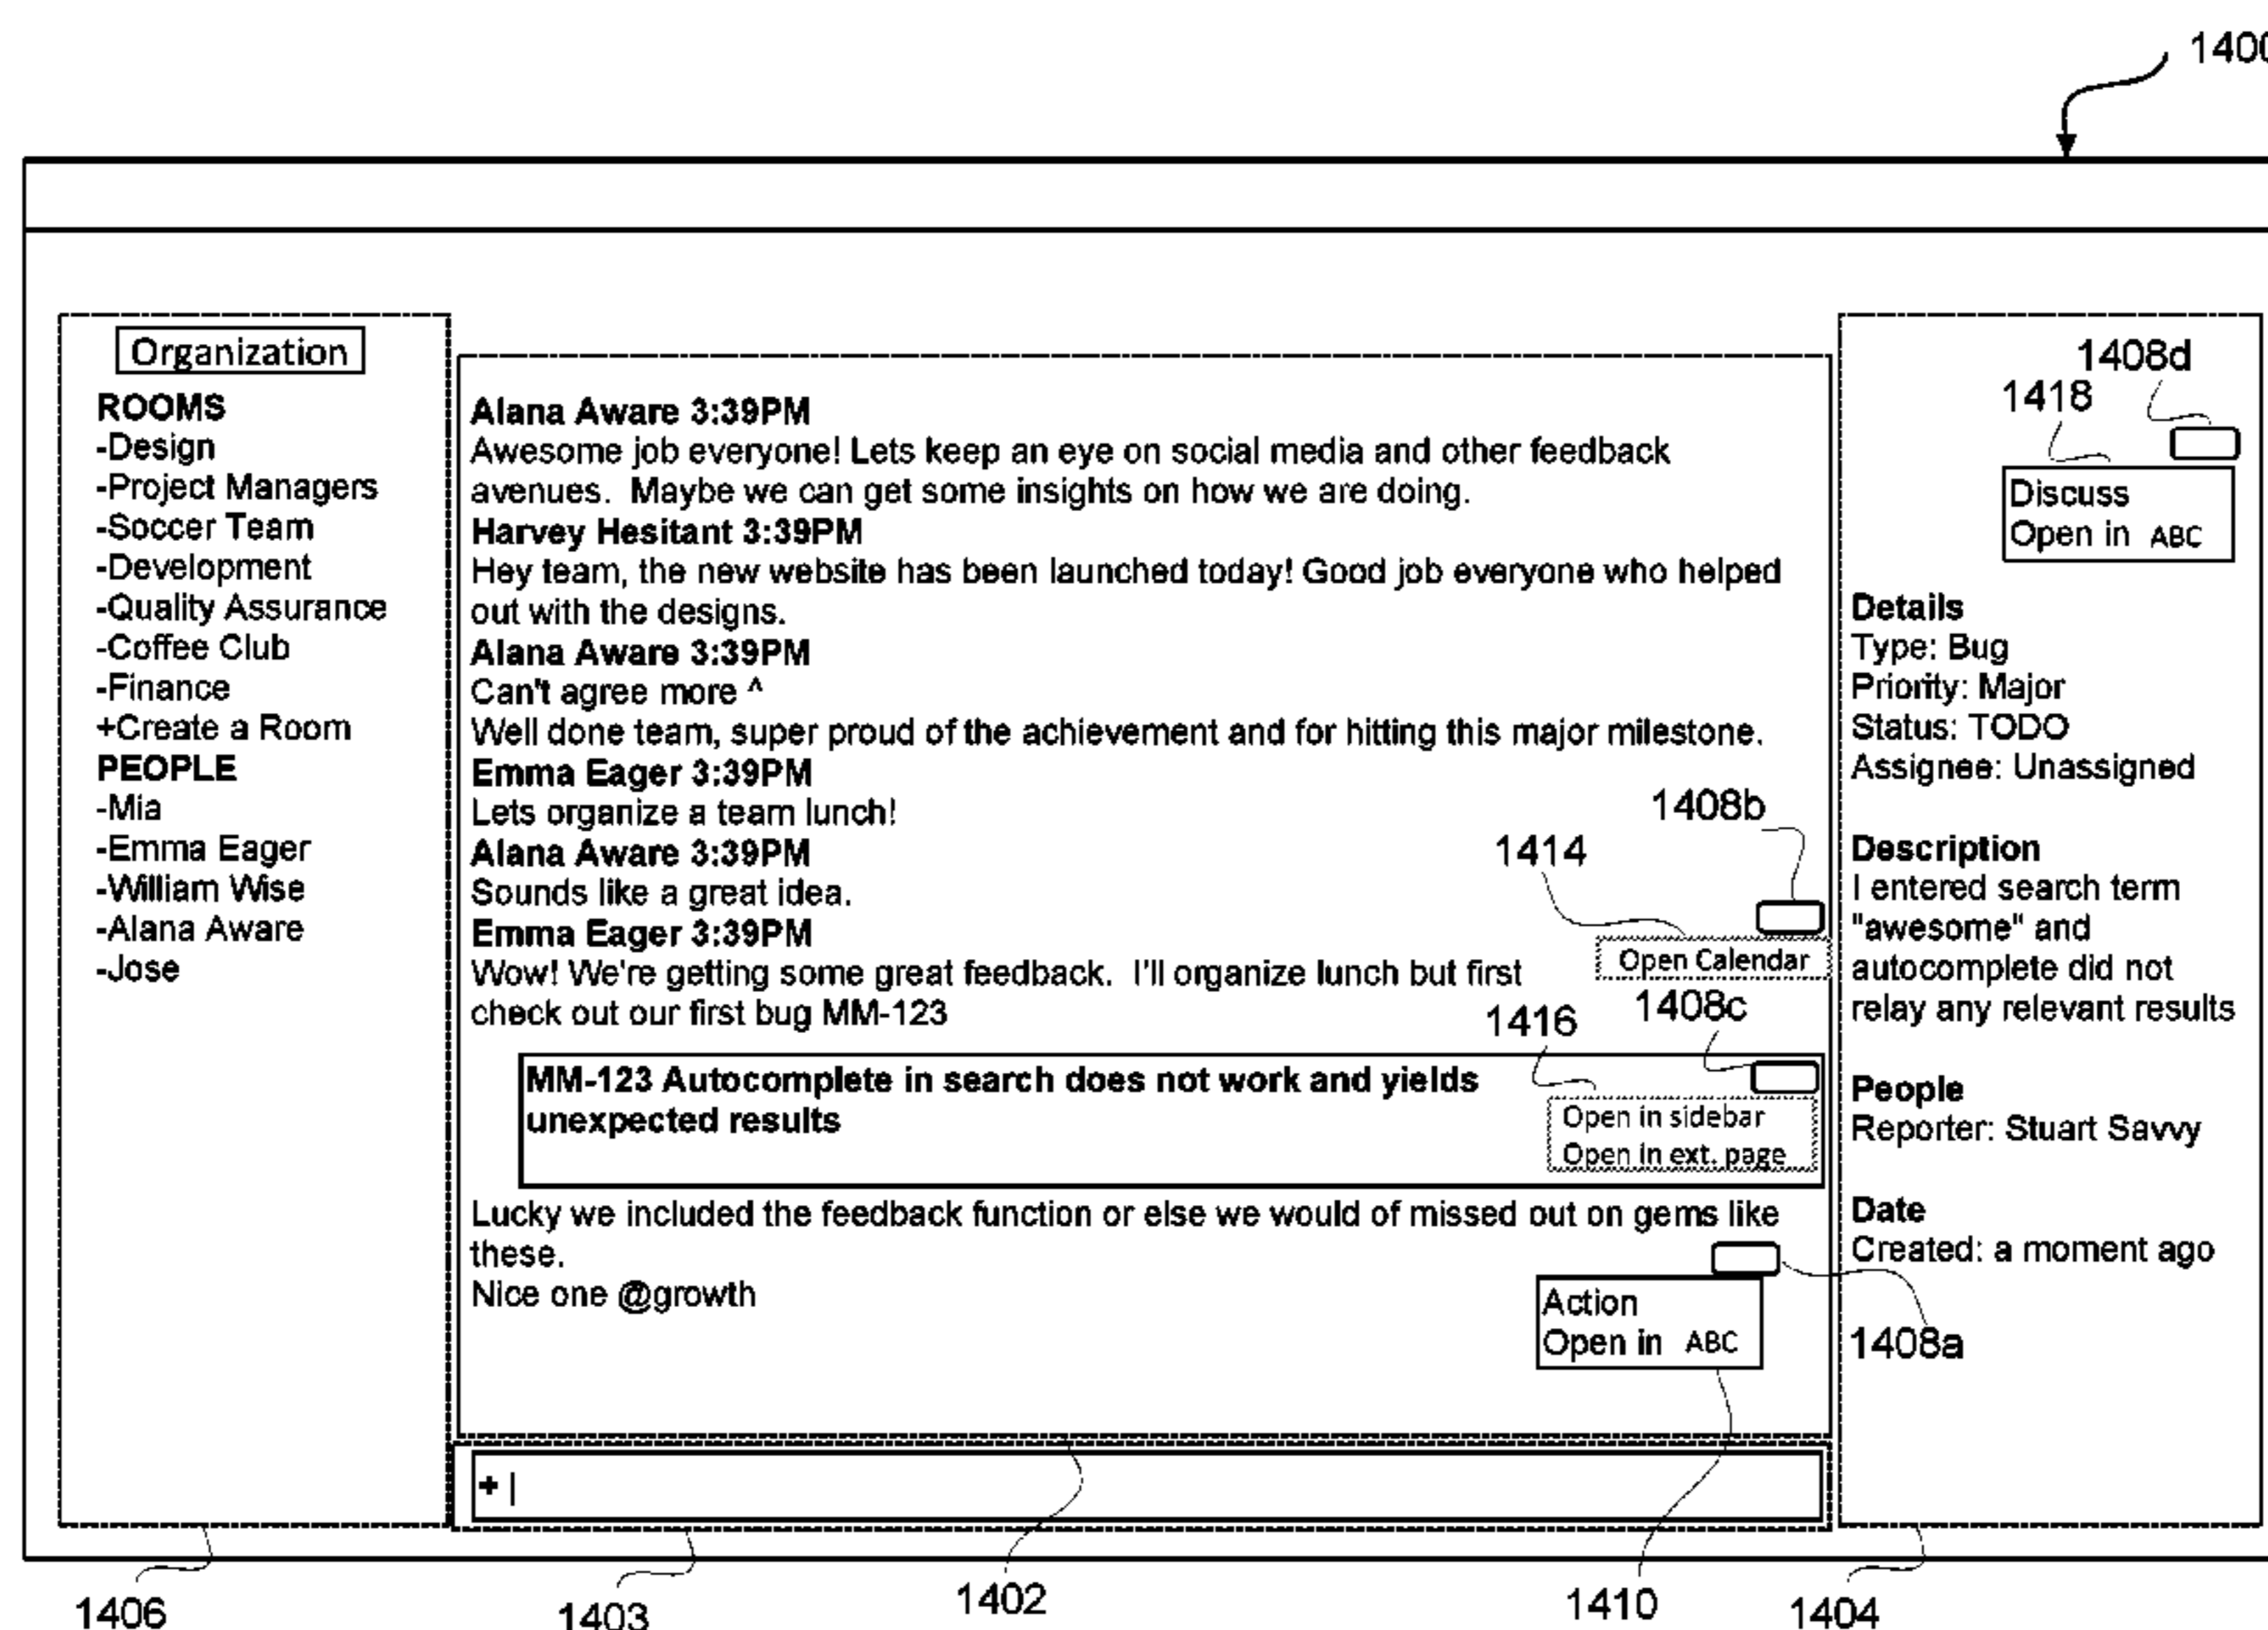 1400
Organization
ROOMS
-Design
-Project Managers
-Soccer Team
-Development
-Quality Assurance
-Coffee Club
-Finance
+Create a Room
PEOPLE
-Mia
-Emma Eager
-William Wise
-Alana Aware
-Jose
Alana Aware 3:39PM
Awesome job everyone! Lets keep an eye on social media and other feedback
avenues.  Maybe we can get some insights on how we are doing.
Harvey Hesitant 3:39PM
Hey team, the new website has been launched today! Good job everyone who helped
out with the designs.
Alana Aware 3:39PM
Can't agree more ^
Well done team, super proud of the achievement and for hitting this major milestone.
Emma Eager 3:39PM
Lets organize a team lunch!
Alana Aware 3:39PM
Sounds like a great idea.
Emma Eager 3:39PM
Wow! We're getting some great feedback.  I'll organize lunch but first
check out our first bug MM-123
1408b
1414
Open Calendar
1408c
1416
MM-123 Autocomplete in search does not work and yields
unexpected results
Open in sidebar
Open in ext. page
Lucky we included the feedback function or else we would of missed out on gems like
these.
Nice one @growth
Action
Open in ABC
+ |
1408d
1418
Discuss
Open in ABC
Details
Type: Bug
Priority: Major
Status: TODO
Assignee: Unassigned
Description
I entered search term
"awesome" and
autocomplete did not
relay any relevant results
People
Reporter: Stuart Savvy
Date
Created: a moment ago
1408a
1406
1403
1402
1410
1404